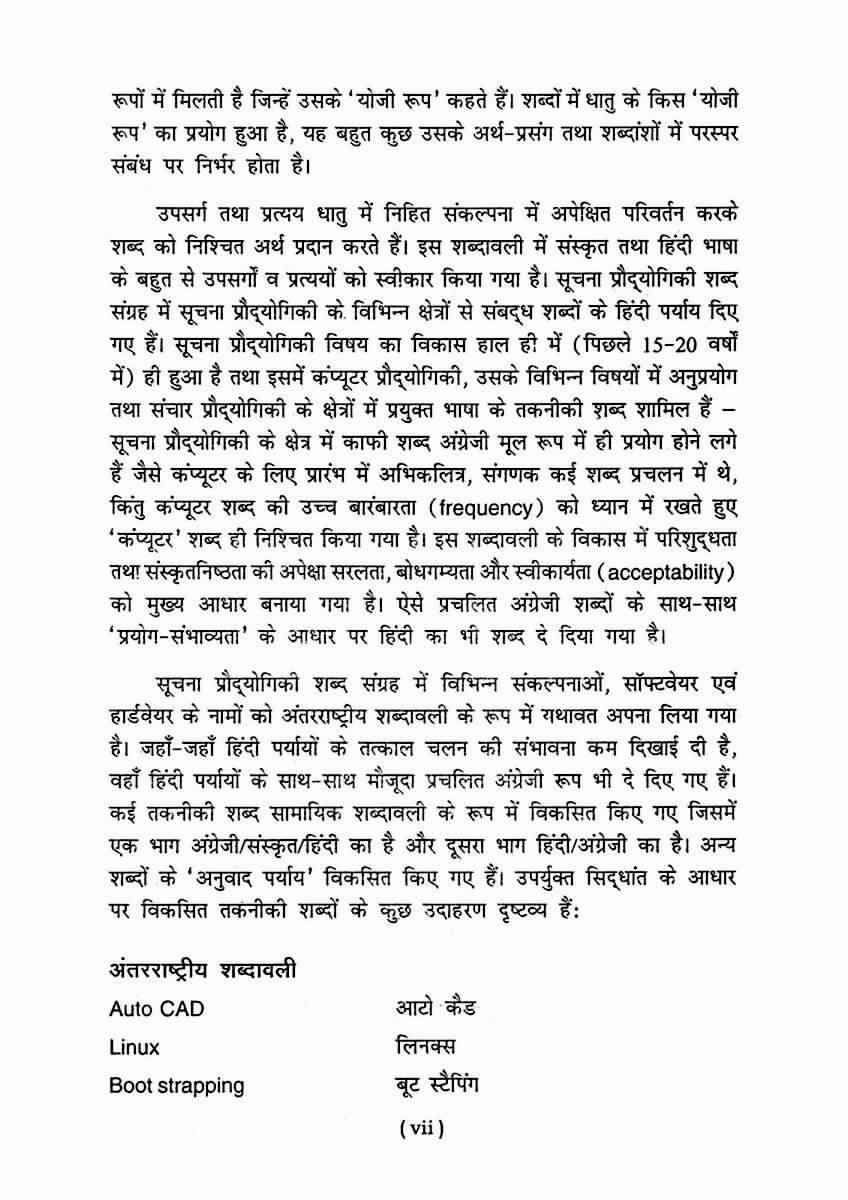 रूपों में मिलती है जिन्हें उसके ‘योजी रूप’ कहते हैं। शब्दों में धातु के किस ‘योजी
रूप’ का प्रयोग हुआ है, यह बहुत कुछ उसके अर्थ-प्रसंग तथा शब्दांशों में परस्पर
संबंध पर निर्भर होता है।
उपसर्ग तथा प्रत्यय धातु में निहित संकल्पना में अपेक्षित परिवर्तन करके
शब्द को निश्चित अर्थ प्रदान करते हैं। इस शब्दावली में संस्कृत तथा हिंदी भाषा
के बहुत से उपसर्गों व प्रत्ययों को स्वीकार किया गया है। सूचना प्रौद्‍योगिकी शब्द
संग्रह में सूचना प्रौद्‍योगिकी के विभिन्न क्षेत्रों से संबद्‍ध शब्दों के हिंदी पर्याय दिए
गए हैं। सूचना प्रौद्‍योगिकी विषय का विकास हाल ही में (पिछले 15-20 वर्षों
में) ही हुआ है तथा इसमें कंप्यूटर प्रौद्‍योगिकी, उसके विभिन्न विषयों में अनुप्रयोग
तथा संचार प्रौद्‍योगिकी के क्षेत्रों में प्रयुक्त भाषा के तकनीकी शब्द शामिल हैं –
सूचना प्रौद्‍योगिकी के क्षेत्र में काफी शब्द अंग्रेजी मूल रूप में ही प्रयोग होने लगे
हैं जैसे कंप्यूटर के लिए प्रारंभ में अभिकलित्र, संगणक कई शब्द प्रचलन में थे,
किंतु कंप्यूटर शब्द की उच्च बारंबारता (frequency) को ध्यान में रखते हुए
‘कंप्यूटर’ शब्द ही निश्चित किया गया है। इस शब्दावली के विकास में परिशुद्‍धता
तथा संस्कृतनिष्ठता की अपेक्षा सरलता, बोधगम्यता और स्वीकार्यता (acceptability)
को मुख्य आधार बनाया गया है। ऐसे प्रचलित अंग्रेजी शब्दों के साथ-साथ
‘प्रयोग-संभाव्यता’ के आधार पर हिंदी का भी शब्द दे दिया गया है।
सूचना प्रौद्‍योगिकी शब्द संग्रह में विभिन्न संकल्पनाओं, सॉफ्टवेयर एवं
हार्डवेयर के नामों को अंतरराष्ट्रीय शब्दावली के रूप में यथावत अपना लिया गया
है। जहाँ-जहाँ हिंदी पर्यायों के तत्काल चलन की संभावना कम दिखाई दी है,
वहाँ हिंदी पर्यायों के साथ-साथ मौजूदा प्रचलित अंग्रेजी रूप भी दे दिए गए हैं।
कई तकनीकी शब्द सामायिक शब्दावली के रूप में विकसित किए गए जिसमें
एक भाग अंग्रेजी/संस्कृत/हिंदी का है और दूसरा भाग हिंदी/अंग्रेजी का है। अन्य
शब्दों के ‘अनुवाद पर्याय’ विकसित किए गए हैं। उपर्युक्त सिद्‍धांत के आधार
पर विकसित तकनीकी शब्दों के कुछ उदाहरण दृष्टव्य हैं:
अंतरराष्ट्रीय शब्दावली
Auto CAD आटो कैड
Linux लिनक्स
Boot strapping बूट स्टैपिंग
(vii)